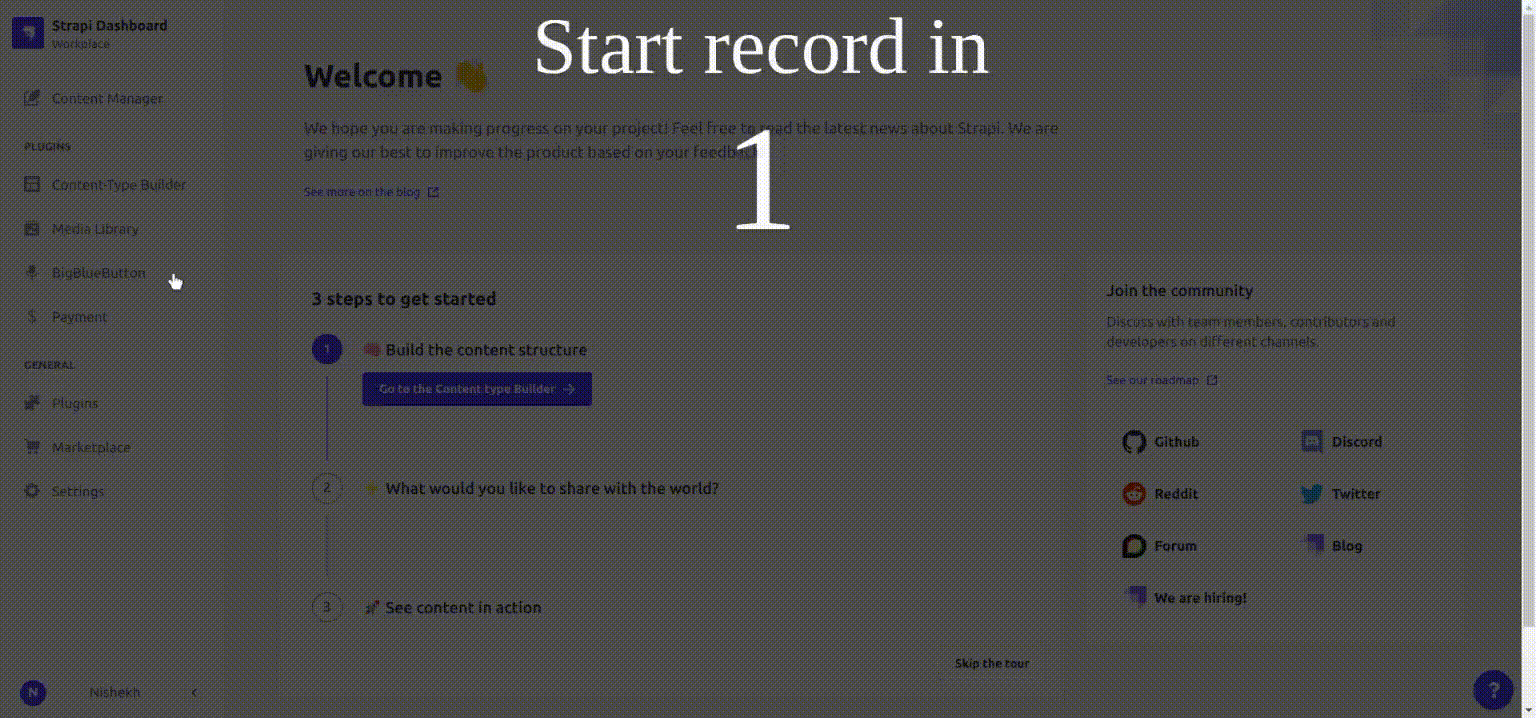 Start record in
1
Strapi Dashboard
Workplace
Content Manager
PLUGINS
Content-Type Builder
Media Library
BigBlueButton
Payment
GENERAL
Plugins
Marketplace
Settings
N
Nishekh
Welcome
We hope you are making progress on your project! Feel free to read the latest news about Strapi. We are
giving our best to improve the product based on your feedback.
See more on the blog
3 steps to get started
1
Build the content structure
Go to the Content type Builder
2
What would you like to share with the world?
3
See content in action
Skip the tour
Join the community
Discuss with team members, contributors and
developers on different channels.
See our roadmap
Github
Discord
Reddit
Twitter
Forum
Blog
We are hiring!
?